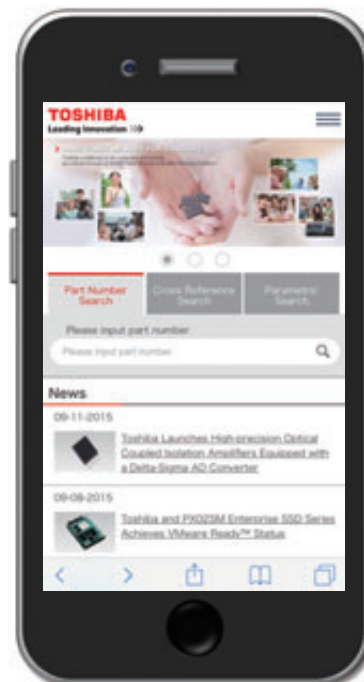 TOSHIBA
Leading Innovation >>>
Part Number
Search
Cross Reference
Search
Parametric
Search
Please input part number
Please input part number
News
09-11-2015
Toshiba Launches High-precision Optical
Coupled Isolation Amplifiers Equipped with
a Delta-Sigma AD Converter
09-08-2015
Toshiba and PX02SM Enterprise SSD Series
Achieves VMware Ready™ Status